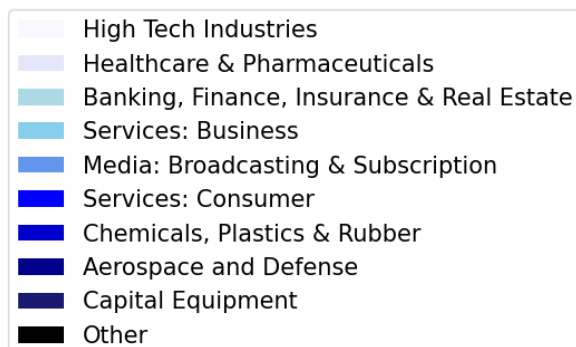 High Tech Industries
Healthcare & Pharmaceuticals
Banking, Finance, Insurance & Real Estate
Services: Business
Media: Broadcasting & Subscription
Services: Consumer
Chemicals, Plastics & Rubber
Aerospace and Defense
Capital Equipment
Other